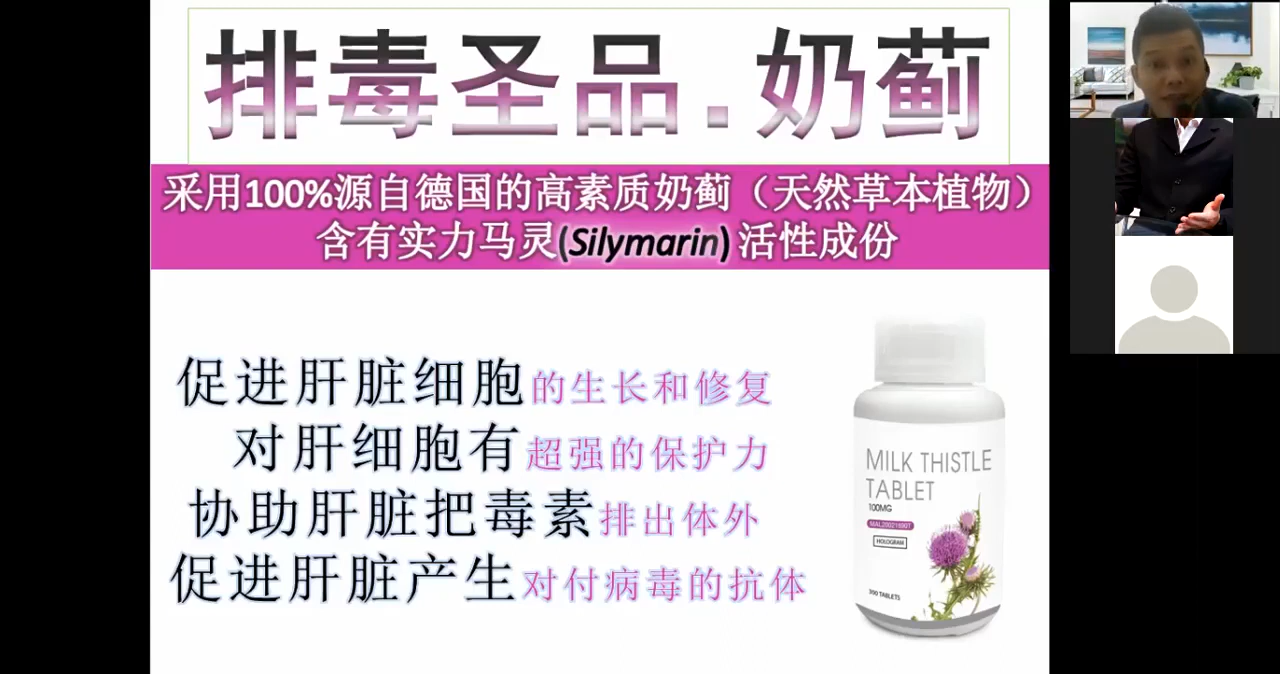 排毒圣品.奶蓟
采用100%源自德国的高素质奶蓟（天然草本植物）
含有实力马灵(Silymarin)活性成份
促进肝脏细胞的生长和修复
对肝细胞有超强的保护力
协助肝脏把毒素排出体外
促进肝脏产生对付病毒的抗体
MILK THISTLE
TABLET
100MG
HOLOGRAM
TABLETS